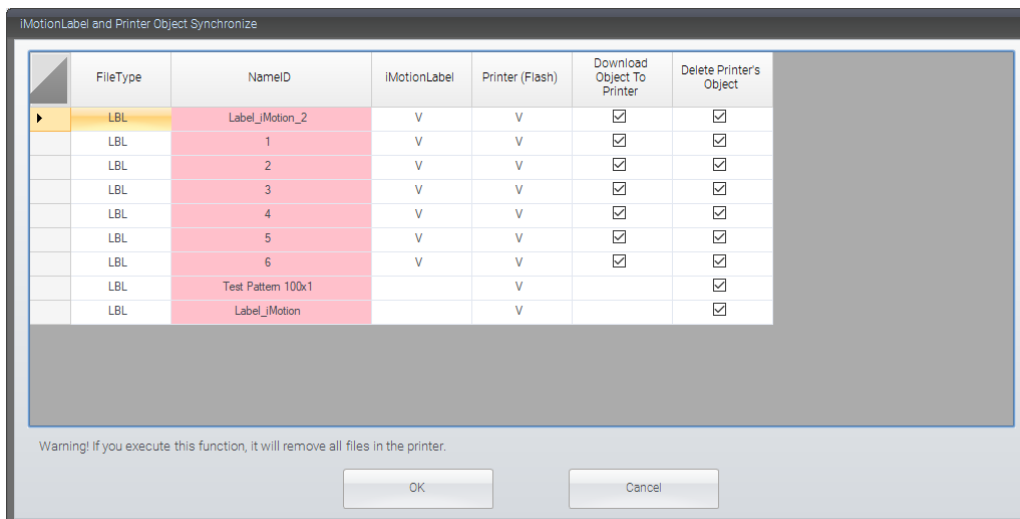 iMotionLabel and Printer Object Synchronize
FileType NameID iMotionLabel Printer (Flash) Download Object To Printer Delete Printer's Object
LBL Label_iMotion_2 V V
LBL 1 V V
LBL 2 V V
LBL 3 V V
LBL 4 V V
LBL 5 V V
LBL 6 V V
LBL Test Pattern 100x1 V
LBL Label_iMotion V
Warning! If you execute this function, it will remove all files in the printer.
OK Cancel